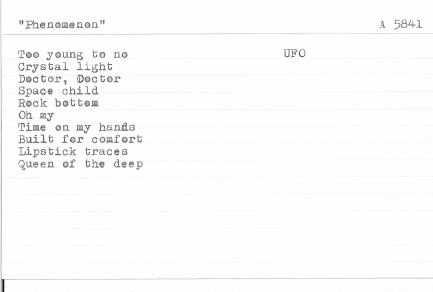 "Phenomenon" A 5841
Too young to no UFO
Crystal light
Doctor, Doctor
Space child
Rock bottom
Oh my
Time on my hands
Built for comfort
Lipstick traces
Queen of the deep